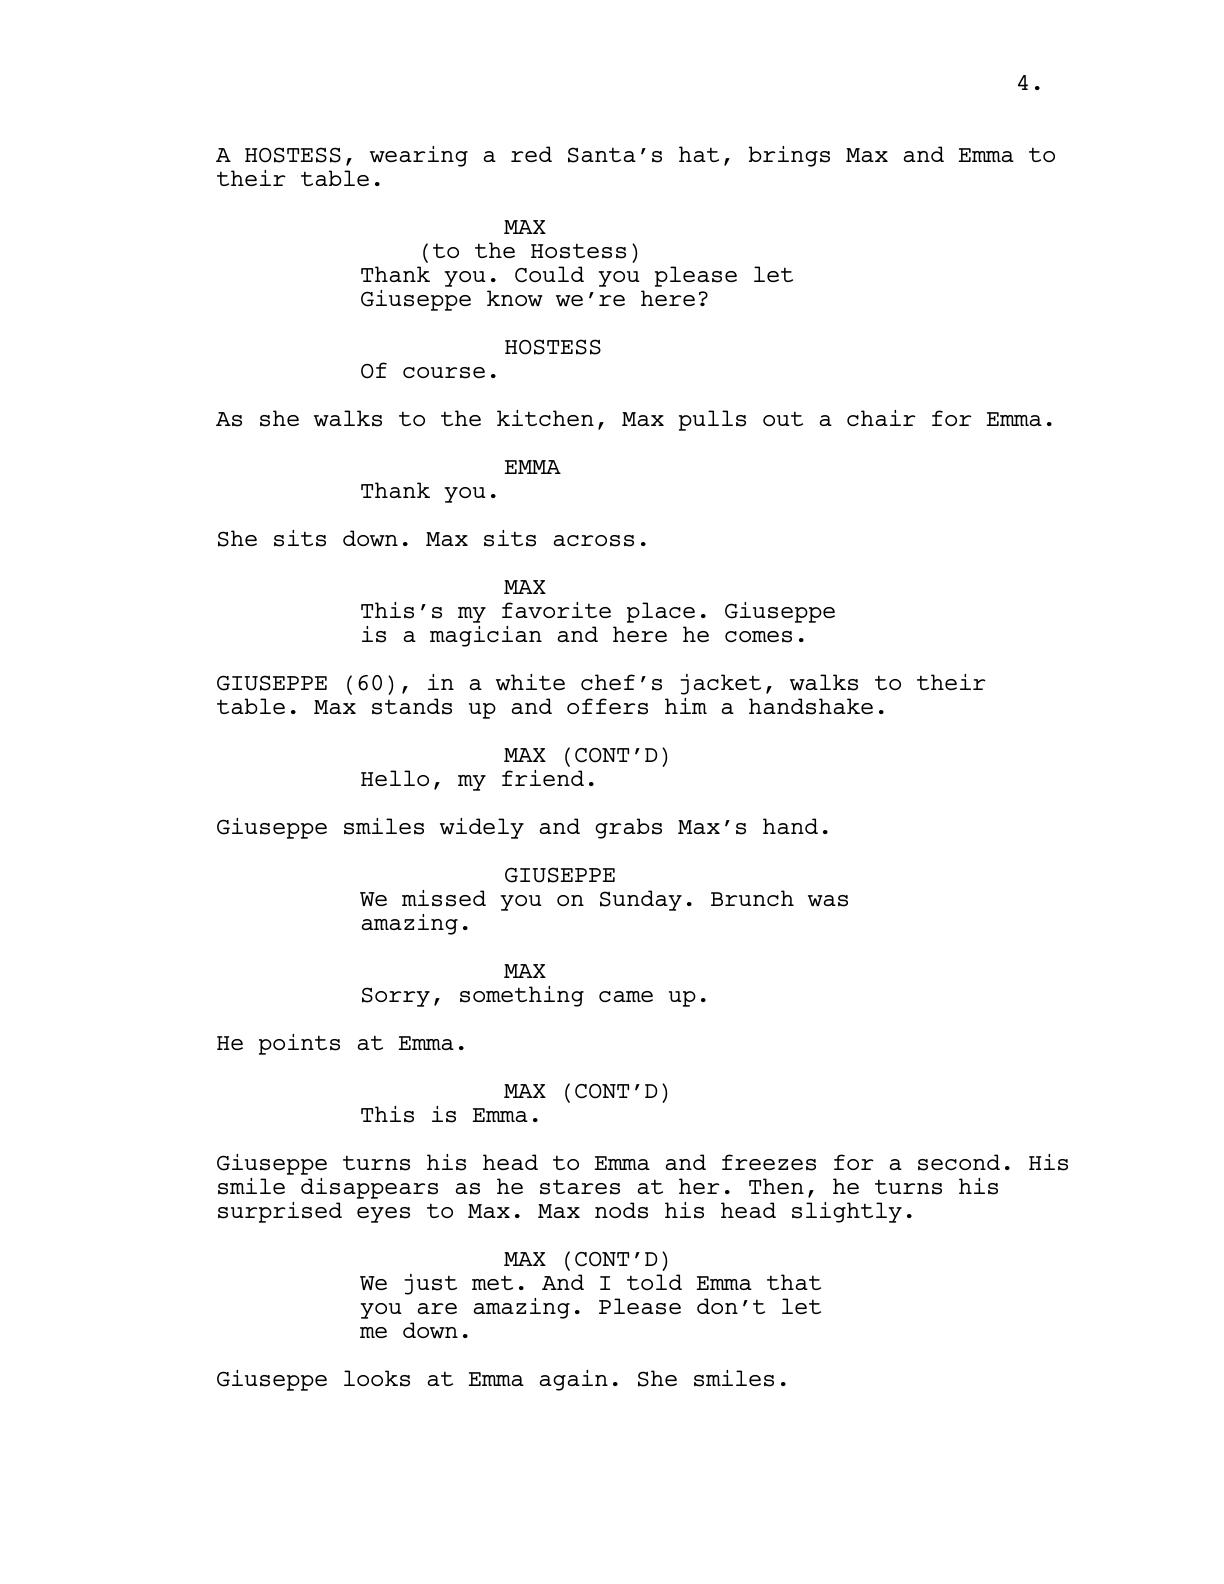 4.
A HOSTESS, wearing a red Santa’s hat, brings Max and Emma to
their table.
MAX
(to the Hostess)
Thank you. Could you please let
Giuseppe know we’re here?
HOSTESS
Of course.
As she walks to the kitchen, Max pulls out a chair for Emma.
EMMA
Thank you.
She sits down. Max sits across.
MAX
This’s my favorite place. Giuseppe
is a magician and here he comes.
GIUSEPPE (60), in a white chef’s jacket, walks to their
table. Max stands up and offers him a handshake.
MAX (CONT’D)
Hello, my friend.
Giuseppe smiles widely and grabs Max’s hand.
GIUSEPPE
We missed you on Sunday. Brunch was
amazing.
MAX
Sorry, something came up.
He points at Emma.
MAX (CONT’D)
This is Emma.
Giuseppe turns his head to Emma and freezes for a second. His
smile disappears as he stares at her. Then, he turns his
surprised eyes to Max. Max nods his head slightly.
MAX (CONT’D)
We just met. And I told Emma that
you are amazing. Please don’t let
me down.
Giuseppe looks at Emma again. She smiles.